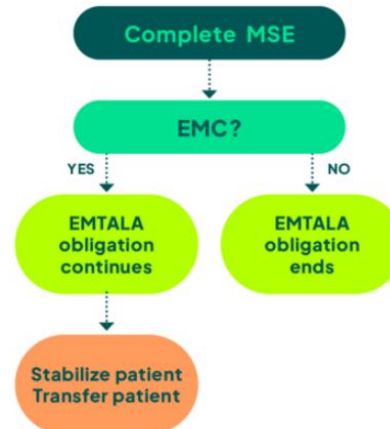 Complete MSE
EMC?
YES
NO
EMTALA
obligation
continues
EMTALA
obligation
ends
Stabilize patient
Transfer patient